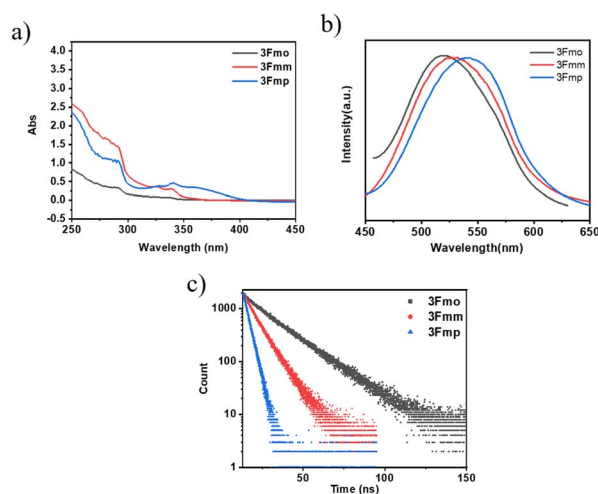 a)
3Fmo
3Fmm
3Fmp
4.0
3.5
3.0
2.5
2.0
1.5
1.0
0.5
0.0
-0.5
Abs
250 300 350 400 450
Wavelength (nm)
b)
3Fmo
3Fmm
3Fmp
Intensity(a.u.)
450 500 550 600 650
Wavelength(nm)
c)
3Fmo
3Fmm
3Fmp
1000
100
10
1
Count
50 100 150
Time (ns)